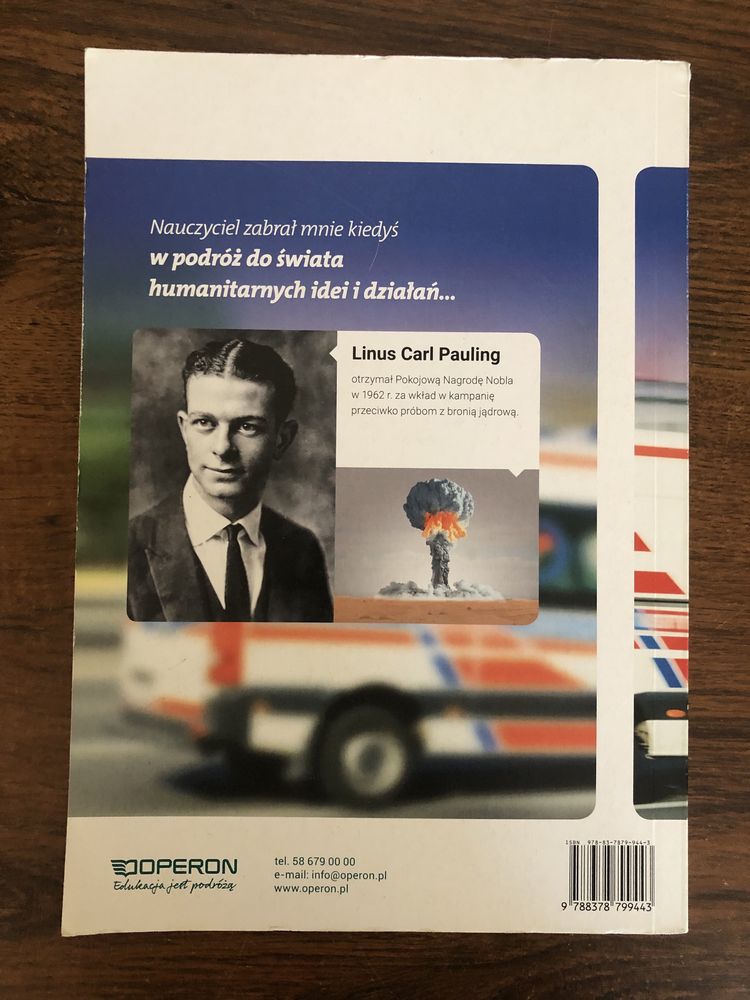 Nauczyciel zabrał mnie kiedyś
w podróż do świata
humanitarnych idei i działań...
Linus Carl Pauling
otrzymał Pokojową Nagrodę Nobla
w 1962 r. za wkład w kampanię
przeciwko próbom z bronią jądrową.
OPERON
Edukacja jest podróżą
tel. 58 679 00 00
e-mail: info@operon.pl
www.operon.pl
ISBN 978-83-7879-944-3
9 788378 799443